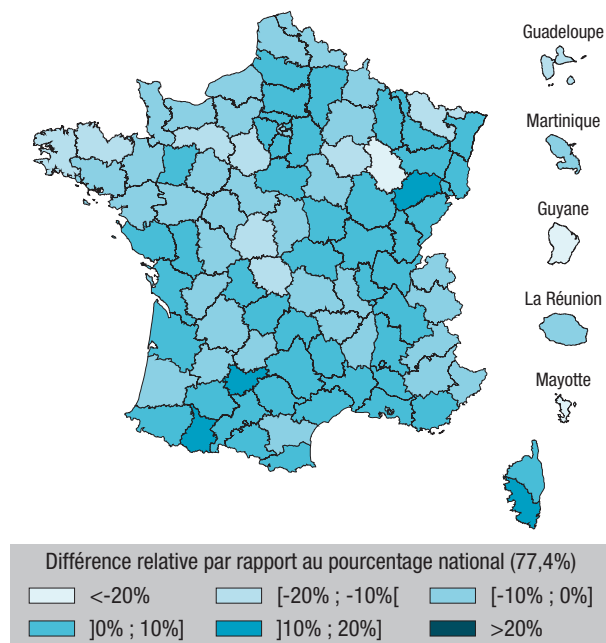 Guadeloupe
Martinique
Guyane
La Réunion
Mayotte
Différence relative par rapport au pourcentage national (77,4%)
<-20% [-20% ; -10%[ [-10% ; 0%]
]0% ; 10%] ]10% ; 20%] >20%